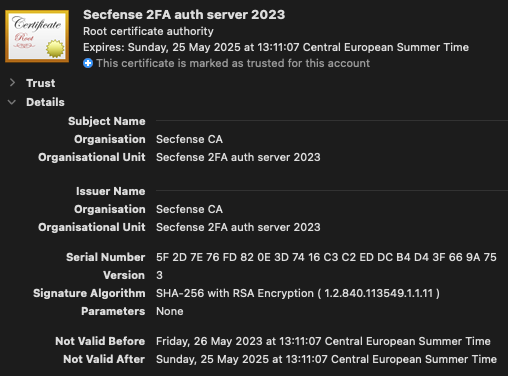 Certificate
Root
Secfense 2FA auth server 2023
Root certificate authority
Expires: Sunday, 25 May 2025 at 13:11:07 Central European Summer Time
This certificate is marked as trusted for this account
Trust
Details
Subject Name
Organisation Secfense CA
Organisational Unit Secfense 2FA auth server 2023
Issuer Name
Organisation Secfense CA
Organisational Unit Secfense 2FA auth server 2023
Serial Number 5F 2D 7E 76 FD 82 0E 3D 74 16 C3 C2 ED DC B4 D4 3F 66 9A 75
Version 3
Signature Algorithm SHA-256 with RSA Encryption ( 1.2.840.113549.1.1.11 )
Parameters None
Not Valid Before Friday, 26 May 2023 at 13:11:07 Central European Summer Time
Not Valid After Sunday, 25 May 2025 at 13:11:07 Central European Summer Time